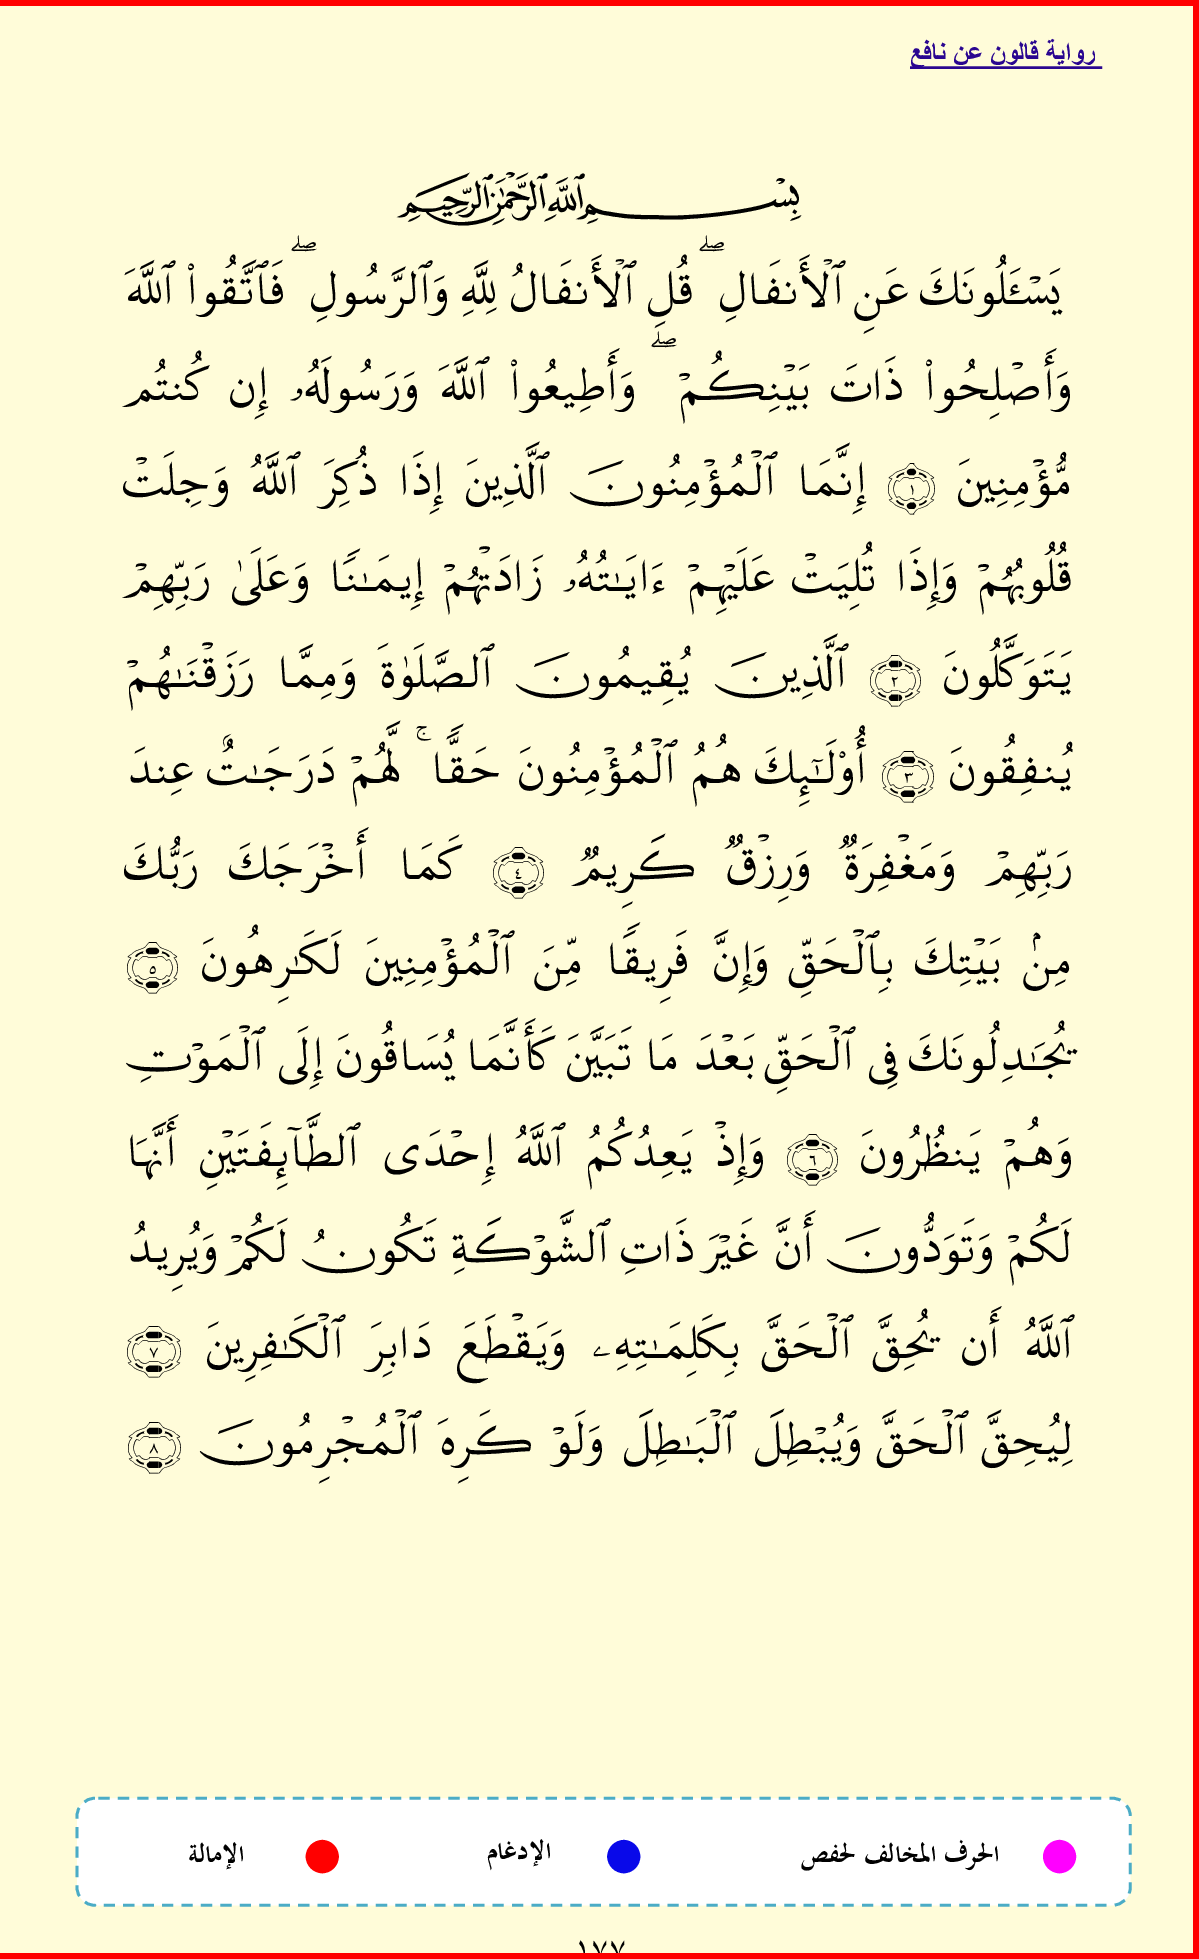 رواية قالون عن نافع
بِسْمِ ٱللَّهِ ٱلرَّحْمَٰنِ ٱلرَّحِيمِ
يَسْـَٔلُونَكَ عَنِ ٱلْأَنفَالِ ۖ قُلِ ٱلْأَنفَالُ لِلَّهِ وَٱلرَّسُولِ ۖ فَٱتَّقُوا۟ ٱللَّهَ
وَأَصْلِحُوا۟ ذَاتَ بَيْنِكُمْ ۖ وَأَطِيعُوا۟ ٱللَّهَ وَرَسُولَهُۥ إِن كُنتُم
مُّؤْمِنِينَ ١ إِنَّمَا ٱلْمُؤْمِنُونَ ٱلَّذِينَ إِذَا ذُكِرَ ٱللَّهُ وَجِلَتْ
قُلُوبُهُمْ وَإِذَا تُلِيَتْ عَلَيْهِمْ ءَايَـٰتُهُۥ زَادَتْهُمْ إِيمَـٰنًا وَعَلَىٰ رَبِّهِمْ
يَتَوَكَّلُونَ ٢ ٱلَّذِينَ يُقِيمُونَ ٱلصَّلَوٰةَ وَمِمَّا رَزَقْنَـٰهُمْ
يُنفِقُونَ ٣ أُو۟لَـٰٓئِكَ هُمُ ٱلْمُؤْمِنُونَ حَقًّا ۚ لَّهُمْ دَرَجَـٰتٌ عِندَ
رَبِّهِمْ وَمَغْفِرَةٌ وَرِزْقٌ كَرِيمٌ ٤ كَمَا أَخْرَجَكَ رَبُّكَ
مِنۢ بَيْتِكَ بِٱلْحَقِّ وَإِنَّ فَرِيقًا مِّنَ ٱلْمُؤْمِنِينَ لَكَـٰرِهُونَ ٥
يُجَـٰدِلُونَكَ فِى ٱلْحَقِّ بَعْدَ مَا تَبَيَّنَ كَأَنَّمَا يُسَاقُونَ إِلَى ٱلْمَوْتِ
وَهُمْ يَنظُرُونَ ٦ وَإِذْ يَعِدُكُمُ ٱللَّهُ إِحْدَى ٱلطَّآئِفَتَيْنِ أَنَّهَا
لَكُمْ وَتَوَدُّونَ أَنَّ غَيْرَ ذَاتِ ٱلشَّوْكَةِ تَكُونُ لَكُمْ وَيُرِيدُ
ٱللَّهُ أَن يُحِقَّ ٱلْحَقَّ بِكَلِمَـٰتِهِۦ وَيَقْطَعَ دَابِرَ ٱلْكَـٰفِرِينَ ٧
لِيُحِقَّ ٱلْحَقَّ وَيُبْطِلَ ٱلْبَـٰطِلَ وَلَوْ كَرِهَ ٱلْمُجْرِمُونَ ٨
الحرف المخالف لحفص الإدغام الإمالة
١٧٧